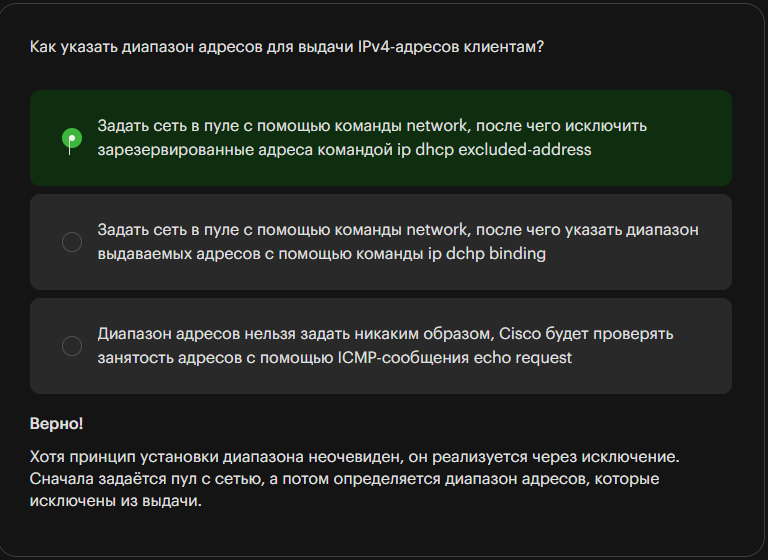 Как указать диапазон адресов для выдачи IPv4-адресов клиентам?
Задать сеть в пуле с помощью команды network, после чего исключить
зарезервированные адреса командой ip dhcp excluded-address
Задать сеть в пуле с помощью команды network, после чего указать диапазон
выдаваемых адресов с помощью команды ip dchp binding
Диапазон адресов нельзя задать никаким образом, Cisco будет проверять
занятость адресов с помощью ICMP-сообщения echo request
Верно!
Хотя принцип установки диапазона неочевиден, он реализуется через исключение.
Сначала задаётся пул с сетью, а потом определяется диапазон адресов, которые
исключены из выдачи.